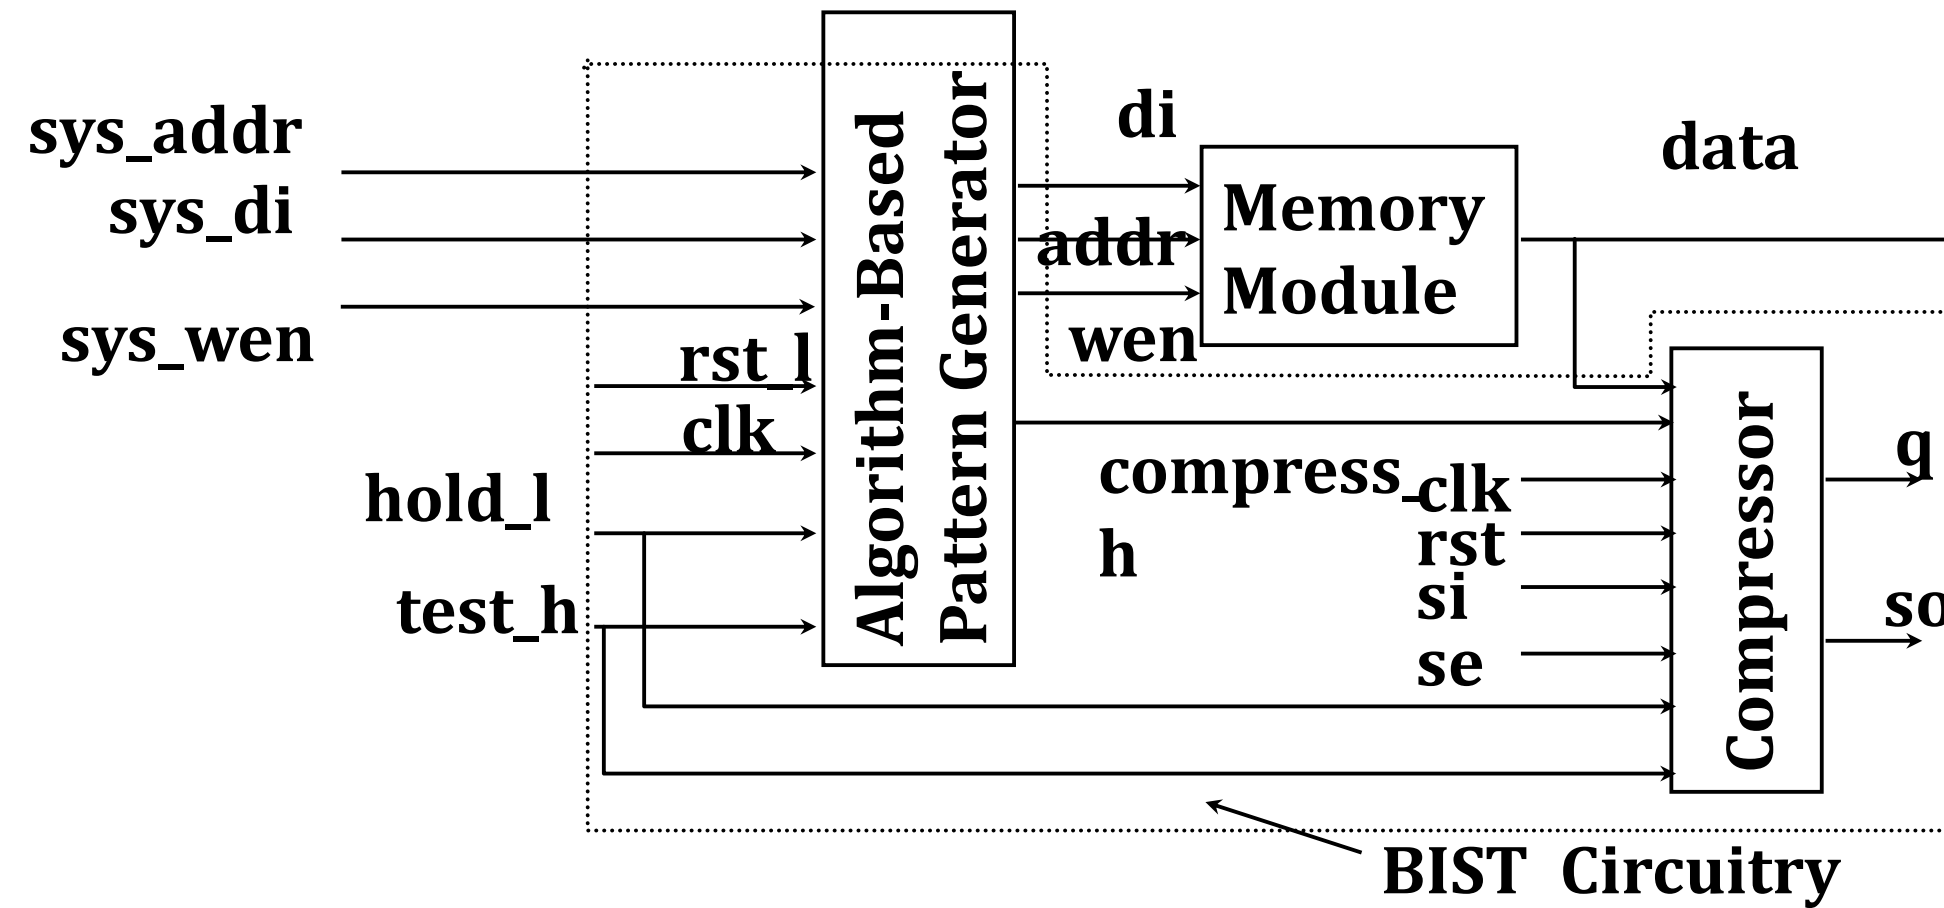 sys_addr
sys_di
sys_wen
rst_l
clk
hold_l
test_h
Algorithm-Based
Pattern Generator
di
addr
wen
Memory
Module
data
compress_
h
clk
rst
si
se
Compressor
q
so
BIST Circuitry